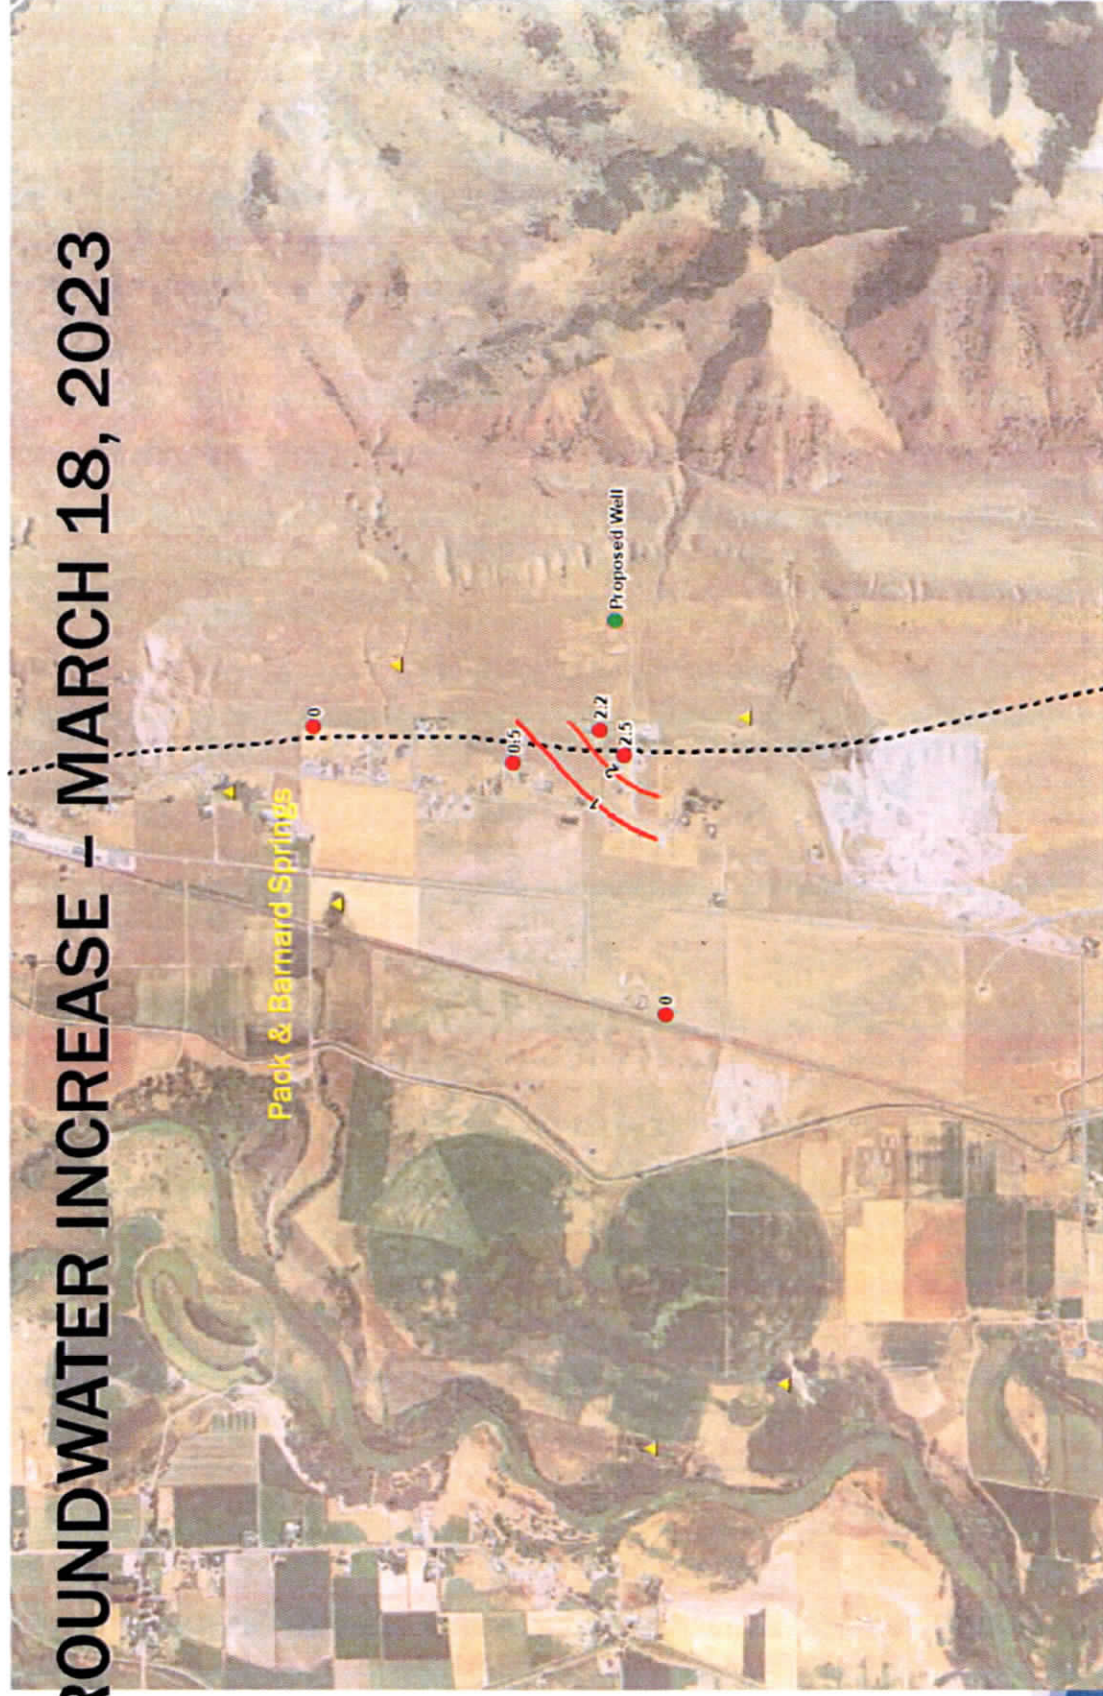 ROUNDWATER INCREASE – MARCH 18, 2023
Pack & Barnard Springs
0
0.5
2.2
2.5
2
1
Proposed Well
0